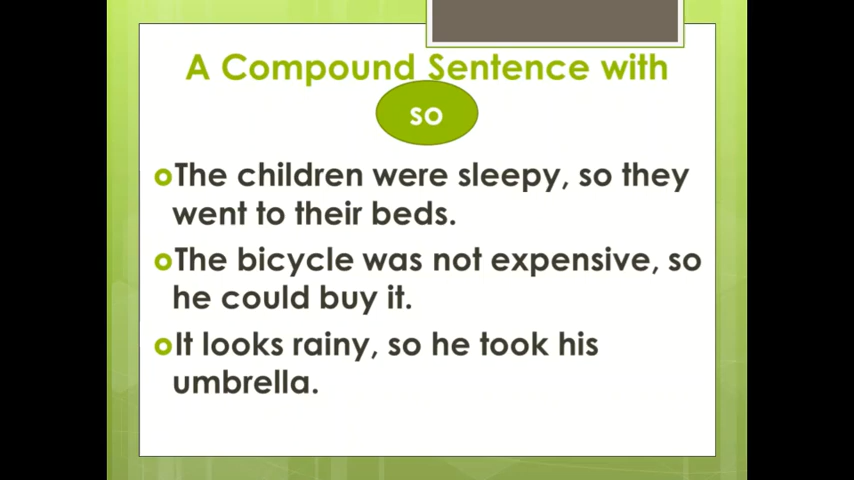 A Compound Sentence with
so
The children were sleepy, so they
went to their beds.
The bicycle was not expensive, so
he could buy it.
It looks rainy, so he took his
umbrella.